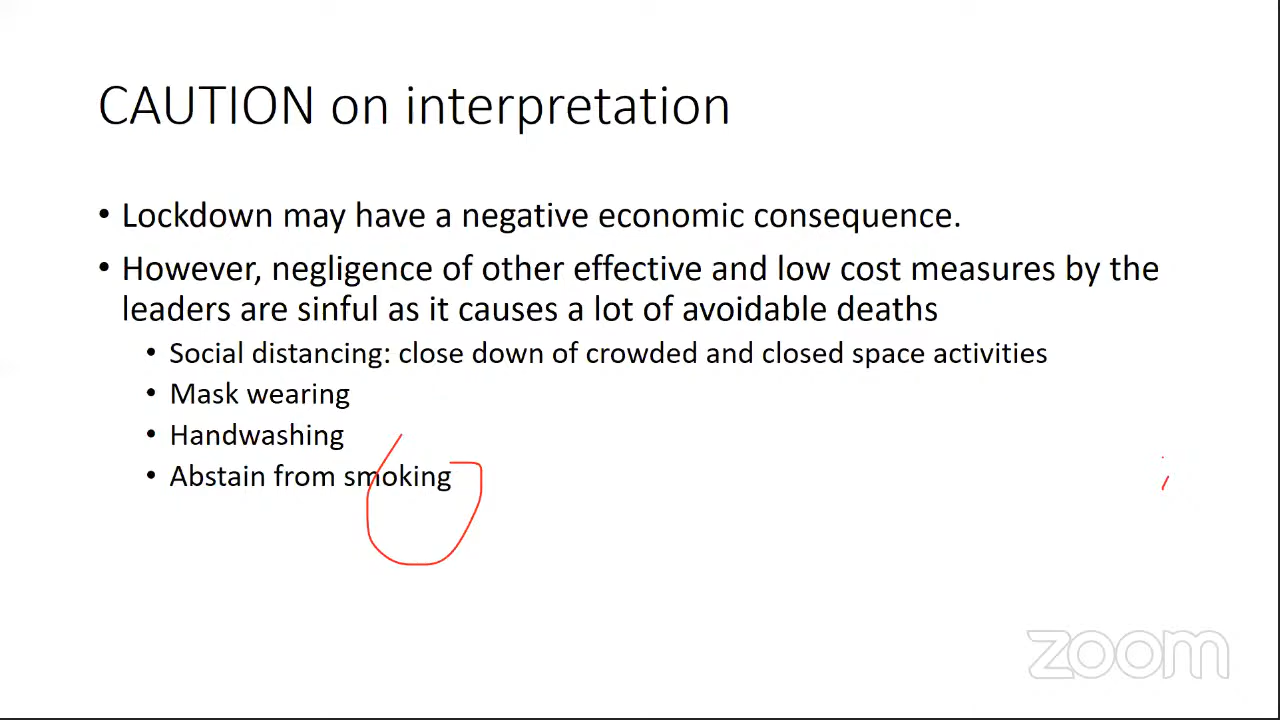 CAUTION on interpretation
• Lockdown may have a negative economic consequence.
• However, negligence of other effective and low cost measures by the
leaders are sinful as it causes a lot of avoidable deaths
• Social distancing: close down of crowded and closed space activities
• Mask wearing
• Handwashing
• Abstain from smoking
zoom